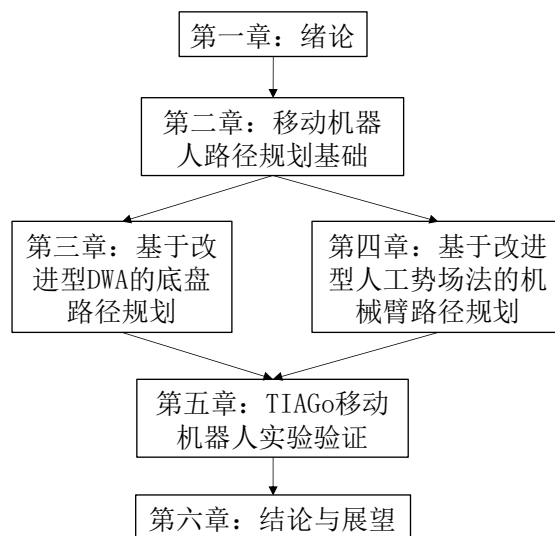 第一章：绪论
第二章：移动机器
人路径规划基础
第三章：基于改
进型DWA的底盘
路径规划
第四章：基于改进
型人工势场法的机
械臂路径规划
第五章：TIAGo移动
机器人实验验证
第六章：结论与展望